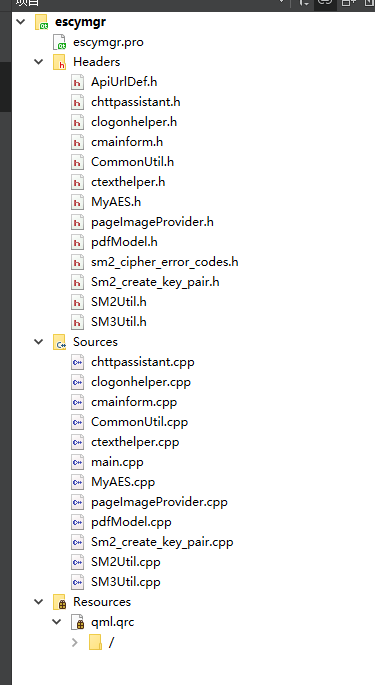 项目
escymgr
escymgr.pro
Headers
ApiUrlDef.h
chttpassistant.h
clogonhelper.h
cmainform.h
CommonUtil.h
ctexthelper.h
MyAES.h
pageImageProvider.h
pdfModel.h
sm2_cipher_error_codes.h
Sm2_create_key_pair.h
SM2Util.h
SM3Util.h
Sources
chttpassistant.cpp
clogonhelper.cpp
cmainform.cpp
CommonUtil.cpp
ctexthelper.cpp
main.cpp
MyAES.cpp
pageImageProvider.cpp
pdfModel.cpp
Sm2_create_key_pair.cpp
SM2Util.cpp
SM3Util.cpp
Resources
qml.qrc
/